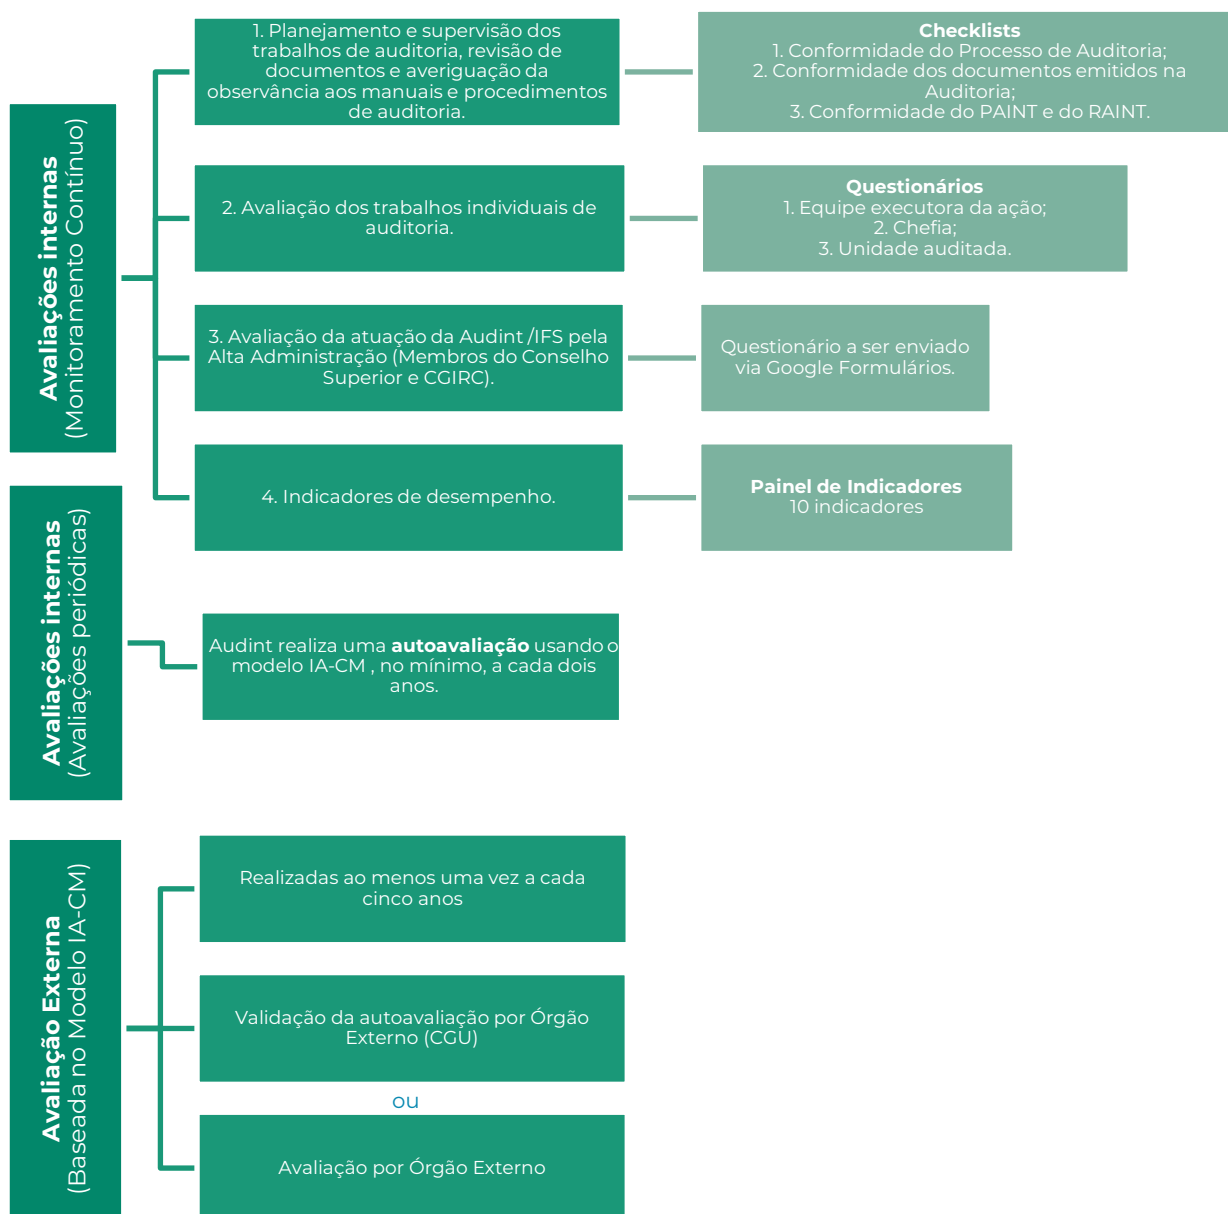 Avaliações internas
(Monitoramento Contínuo)
1. Planejamento e supervisão dos
trabalhos de auditoria, revisão de
documentos e averiguação da
observância aos manuais e procedimentos
de auditoria.
Checklists
1. Conformidade do Processo de Auditoria;
2. Conformidade dos documentos emitidos na
Auditoria;
3. Conformidade do PAINT e do RAINT.
2. Avaliação dos trabalhos individuais de
auditoria.
Questionários
1. Equipe executora da ação;
2. Chefia;
3. Unidade auditada.
3. Avaliação da atuação da Audint /IFS pela
Alta Administração (Membros do Conselho
Superior e CGIRC).
Questionário a ser enviado
via Google Formulários.
4. Indicadores de desempenho.
Painel de Indicadores
10 indicadores
Avaliações internas
(Avaliações periódicas)
Audint realiza uma autoavaliação usando o
modelo IA-CM , no mínimo, a cada dois
anos.
Avaliação Externa
(Baseada no Modelo IA-CM)
Realizadas ao menos uma vez a cada
cinco anos
Validação da autoavaliação por Órgão
Externo (CGU)
ou
Avaliação por Órgão Externo